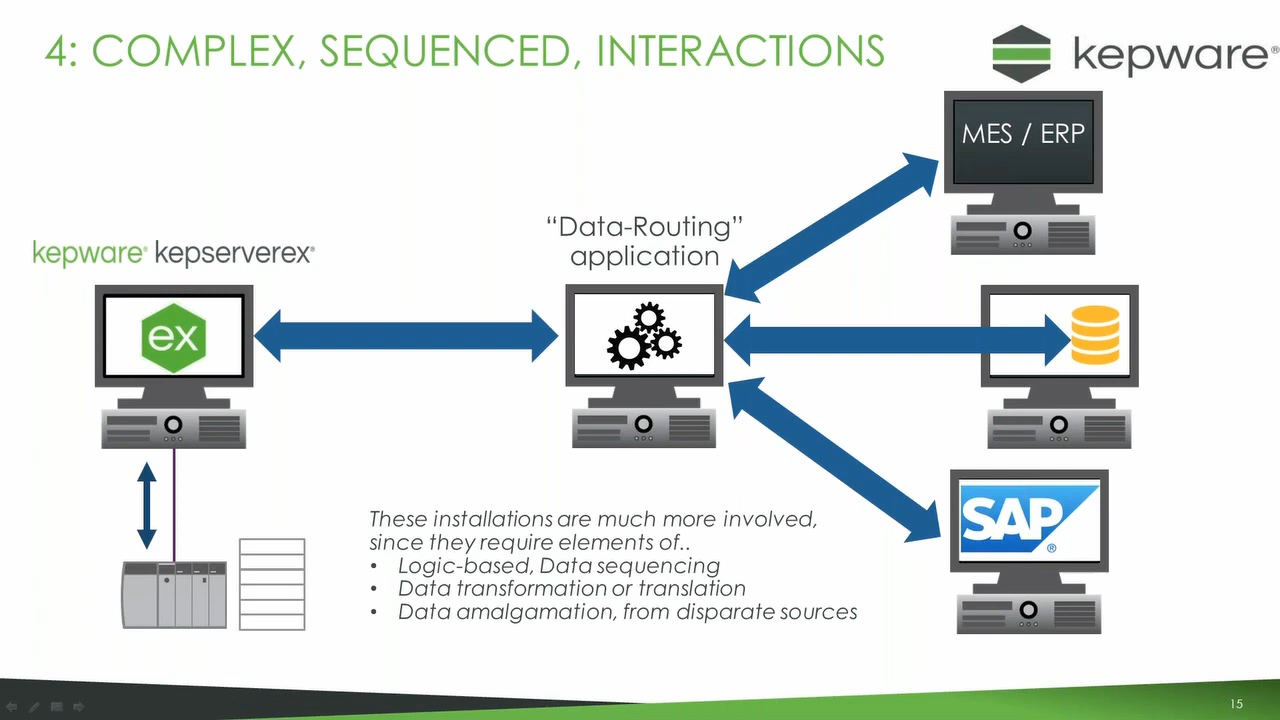 4: COMPLEX, SEQUENCED, INTERACTIONS
kepware®
MES / ERP
“Data-Routing”
application
kepware® kepserverex®
ex
SAP®
These installations are much more involved,
since they require elements of..
• Logic-based, Data sequencing
• Data transformation or translation
• Data amalgamation, from disparate sources
15